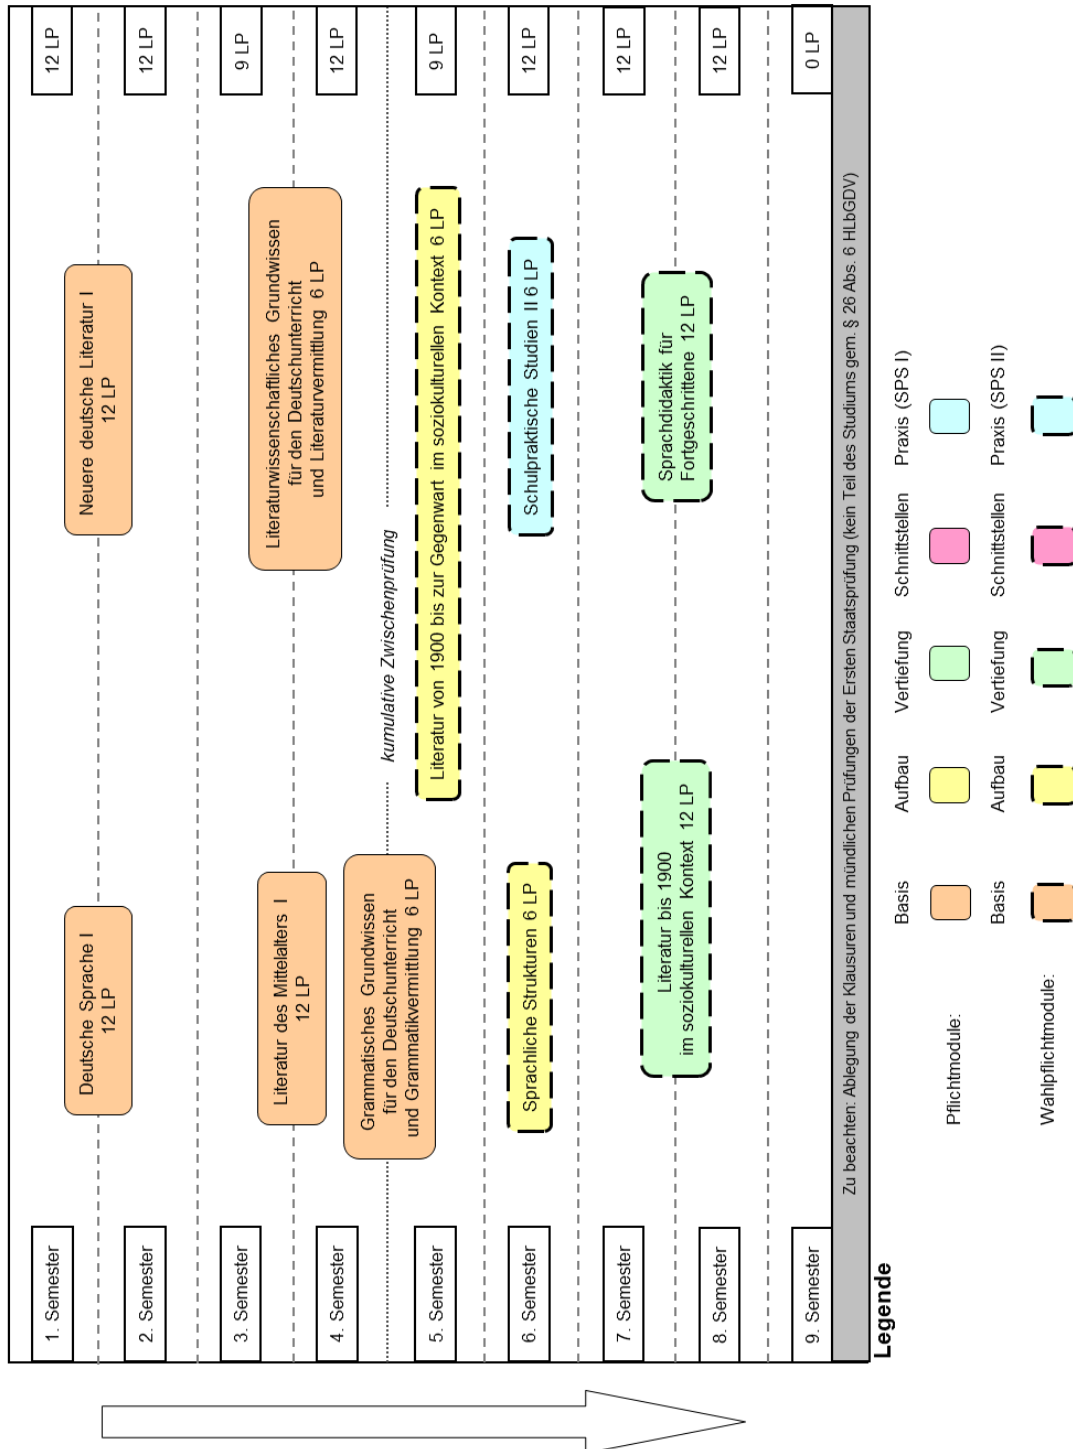 1. Semester
12 LP
Deutsche Sprache I
12 LP
Neuere deutsche Literatur I
12 LP
2. Semester
12 LP
3. Semester
9 LP
Literatur des Mittelalters I
12 LP
Literaturwissenschaftliches Grundwissen
für den Deutschunterricht
und Literaturvermittlung 6 LP
4. Semester
12 LP
Grammatisches Grundwissen
für den Deutschunterricht
und Grammatikvermittlung 6 LP
kumulative Zwischenprüfung
5. Semester
Literatur von 1900 bis zur Gegenwart im soziokulturellen Kontext 6 LP
9 LP
6. Semester
Sprachliche Strukturen 6 LP
Schulpraktische Studien II 6 LP
12 LP
7. Semester
12 LP
Literatur bis 1900
im soziokulturellen Kontext 12 LP
Sprachdidaktik für
Fortgeschrittene 12 LP
8. Semester
12 LP
9. Semester
0 LP
Zu beachten: Ablegung der Klausuren und mündlichen Prüfungen der Ersten Staatsprüfung (kein Teil des Studiums gem. § 26 Abs. 6 HLbGDV)
Legende
Basis Aufbau Vertiefung Schnittstellen Praxis (SPS I)
Pflichtmodule:
Basis Aufbau Vertiefung Schnittstellen Praxis (SPS II)
Wahlpflichtmodule: